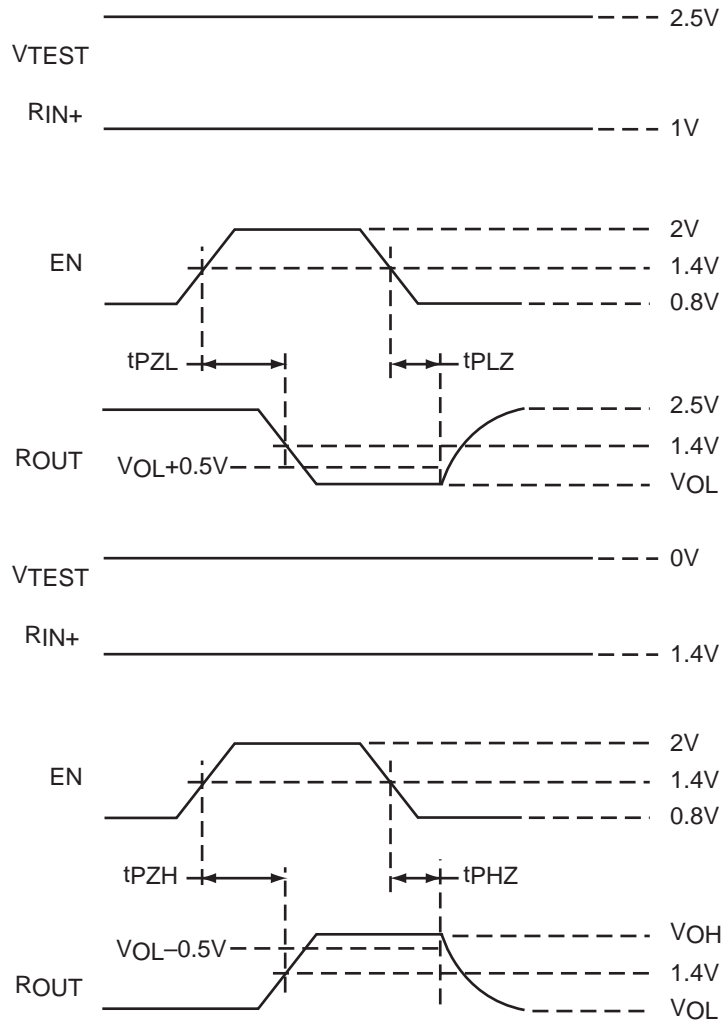 2.5V
VTEST
RIN+
1V
2V
EN
1.4V
0.8V
tPZL
tPLZ
2.5V
1.4V
ROUT
VOL+0.5V
VOL
0V
VTEST
RIN+
1.4V
2V
EN
1.4V
0.8V
tPZH
tPHZ
VOH
VOL–0.5V
1.4V
ROUT
VOL